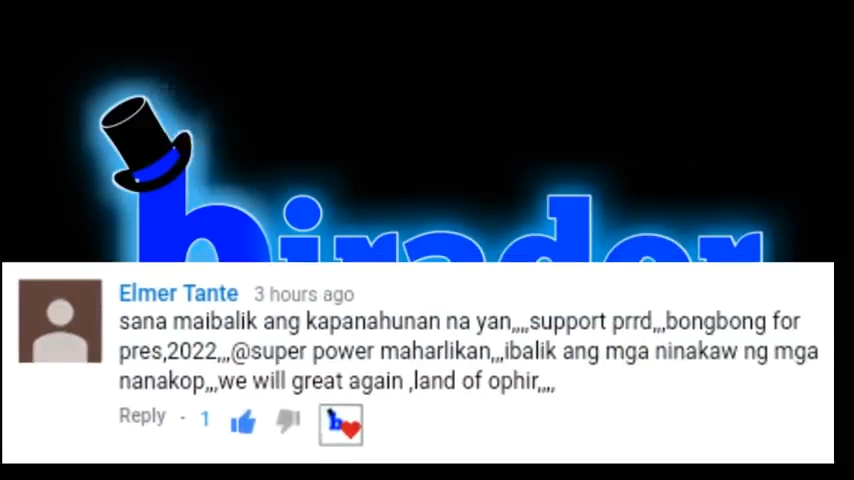 birador
Elmer Tante 3 hours ago
sana maibalik ang kapanahunan na yan,,,,support prrd,,,bongbong for
pres,2022,,,@super power maharlikan,,,ibalik ang mga ninakaw ng mga
nanakop,,,we will great again ,land of ophir,,,,
Reply · 1
b